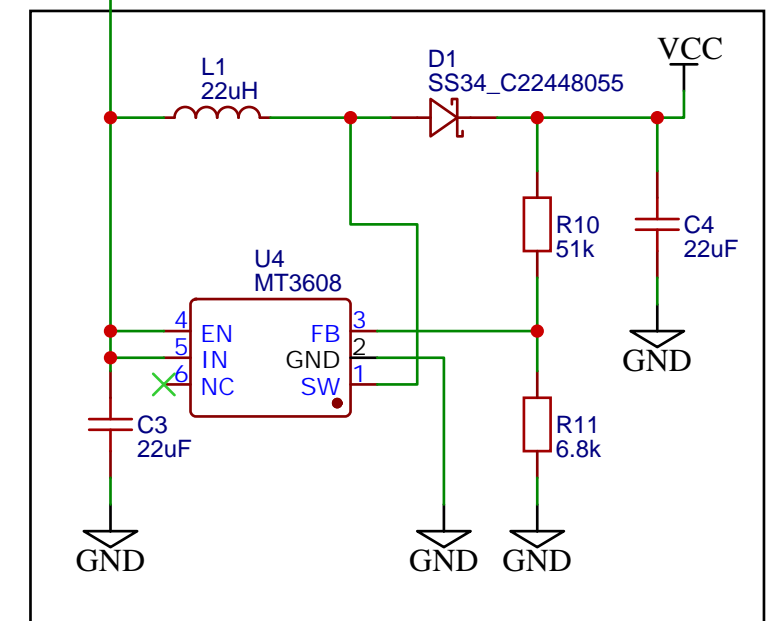 D1
SS34_C22448055
VCC
L1
22uH
R10
51k
C4
22uF
U4
MT3608
4
EN
5
IN
6
NC
FB
3
GND
2
SW
1
GND
C3
22uF
R11
6.8k
GND
GND
GND